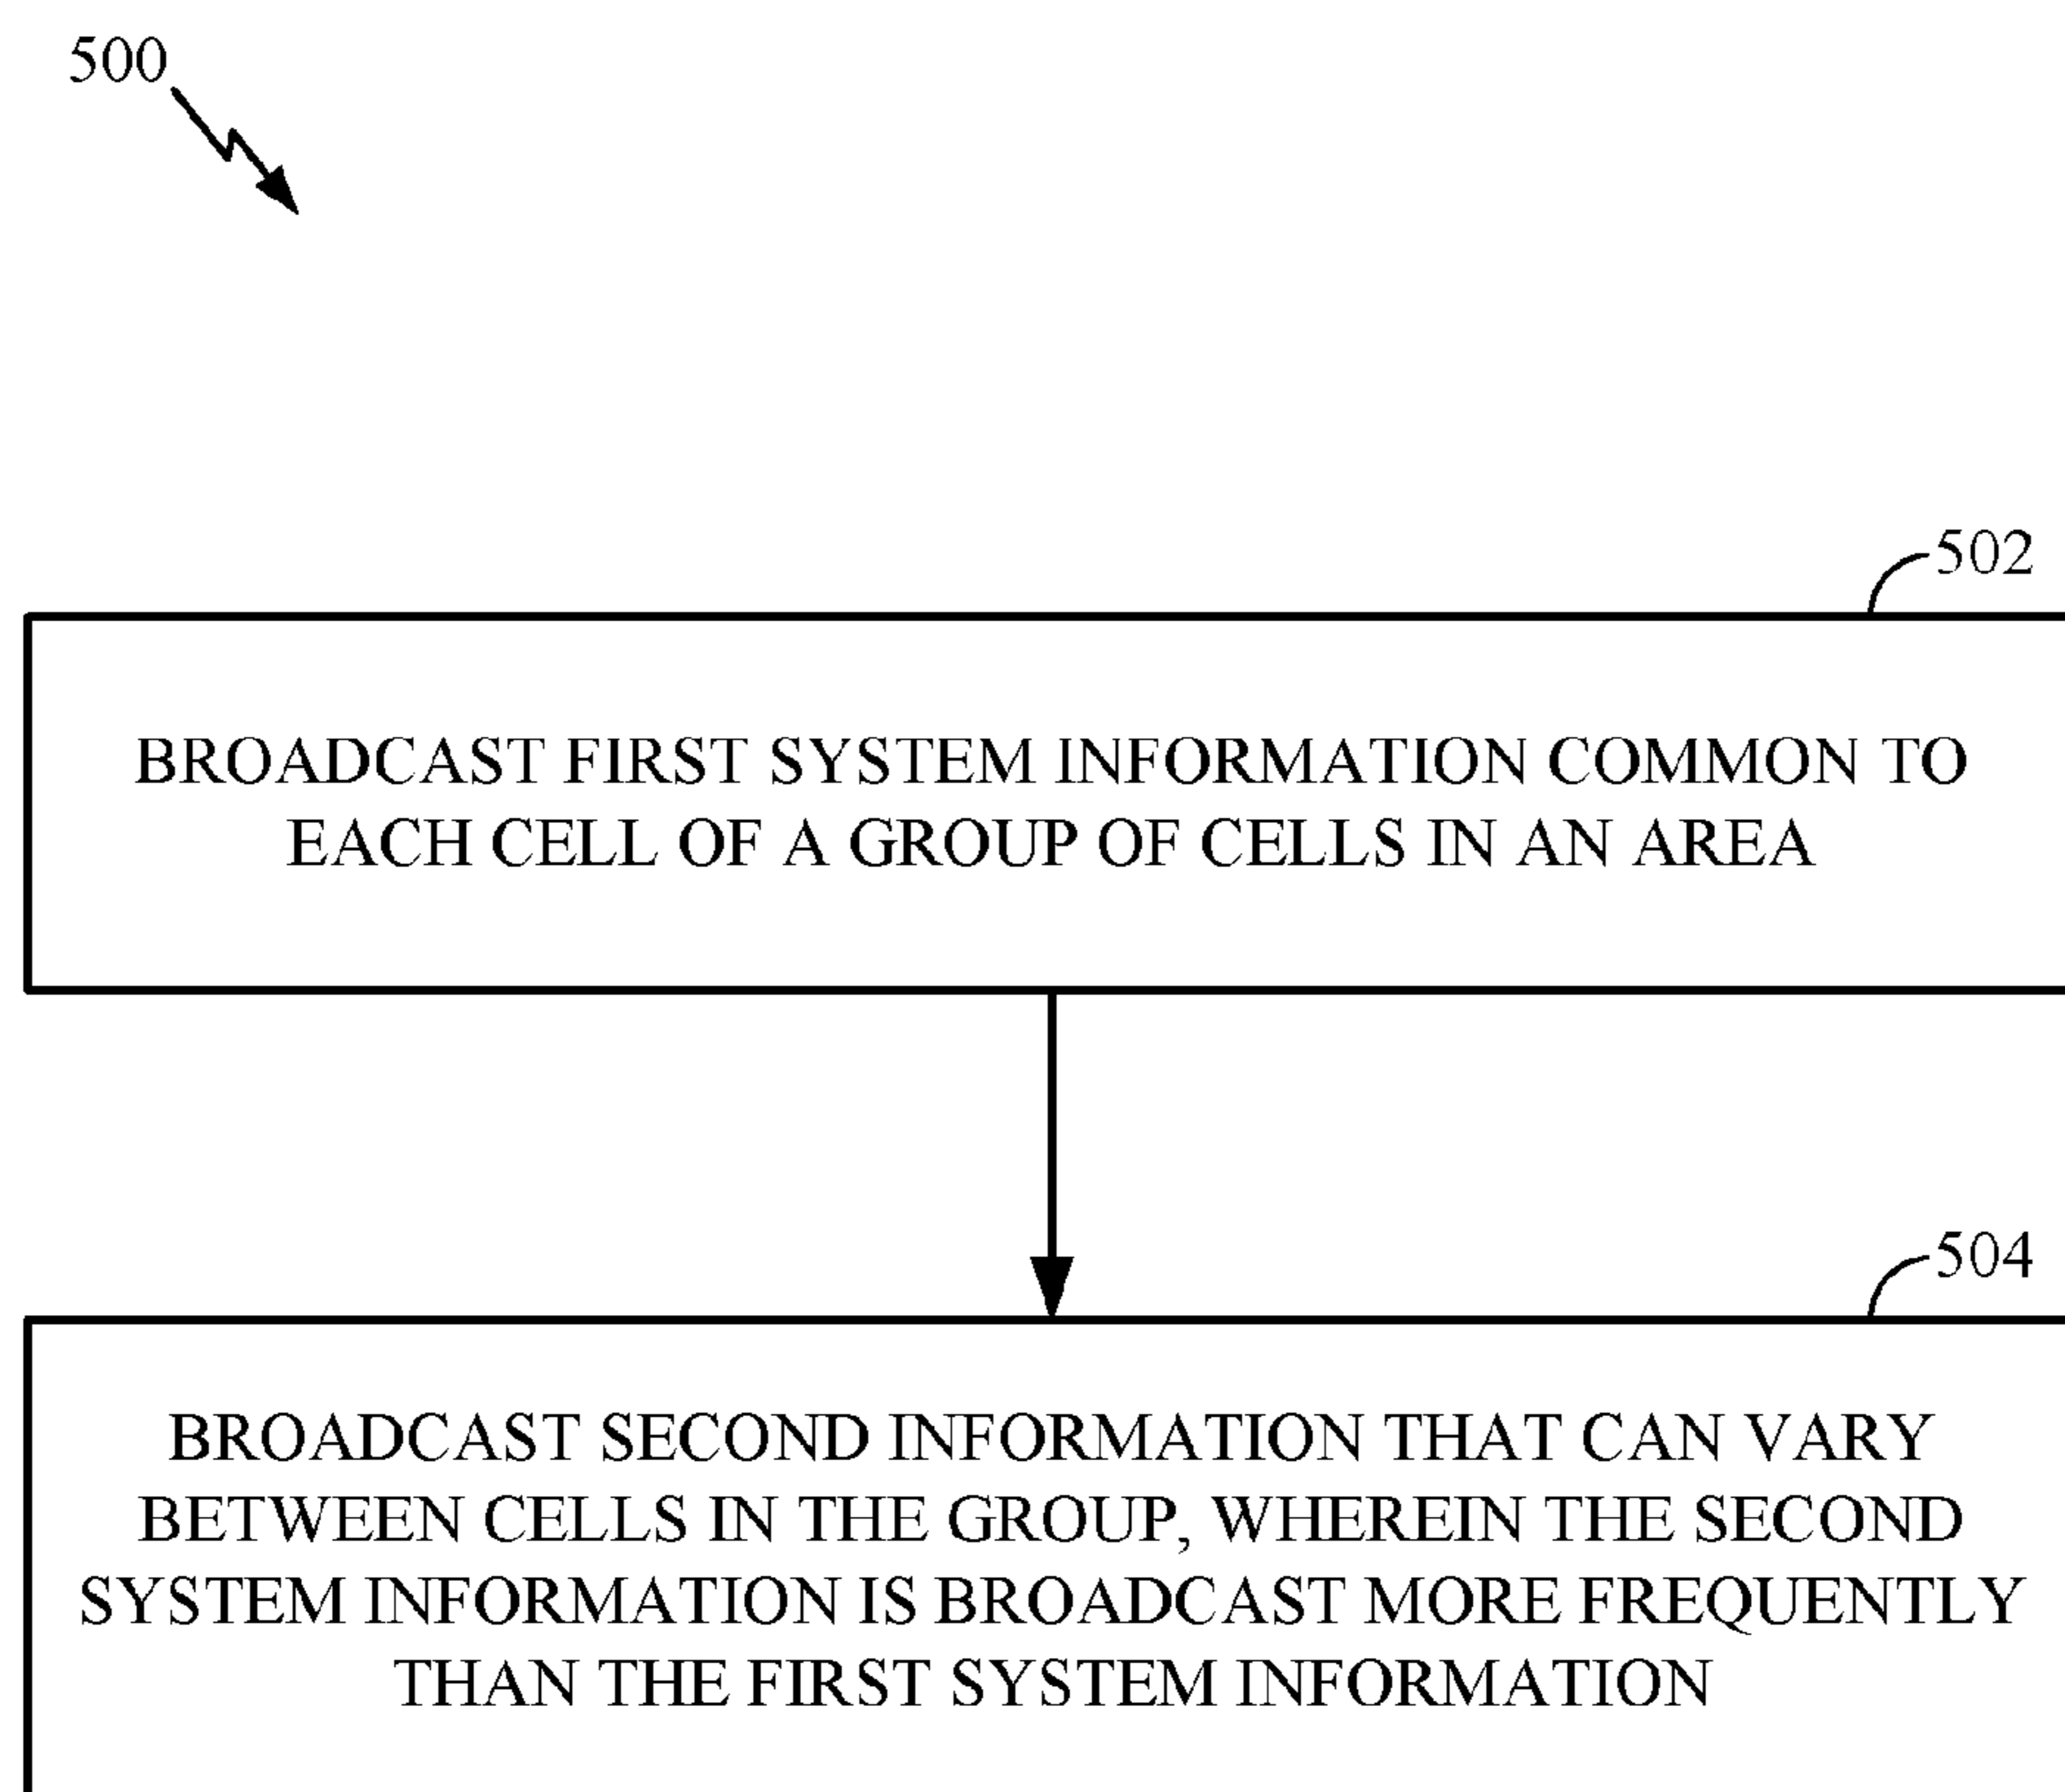 500
502
BROADCAST FIRST SYSTEM INFORMATION COMMON TO
EACH CELL OF A GROUP OF CELLS IN AN AREA
504
BROADCAST SECOND INFORMATION THAT CAN VARY
BETWEEN CELLS IN THE GROUP, WHEREIN THE SECOND
SYSTEM INFORMATION IS BROADCAST MORE FREQUENTLY
THAN THE FIRST SYSTEM INFORMATION